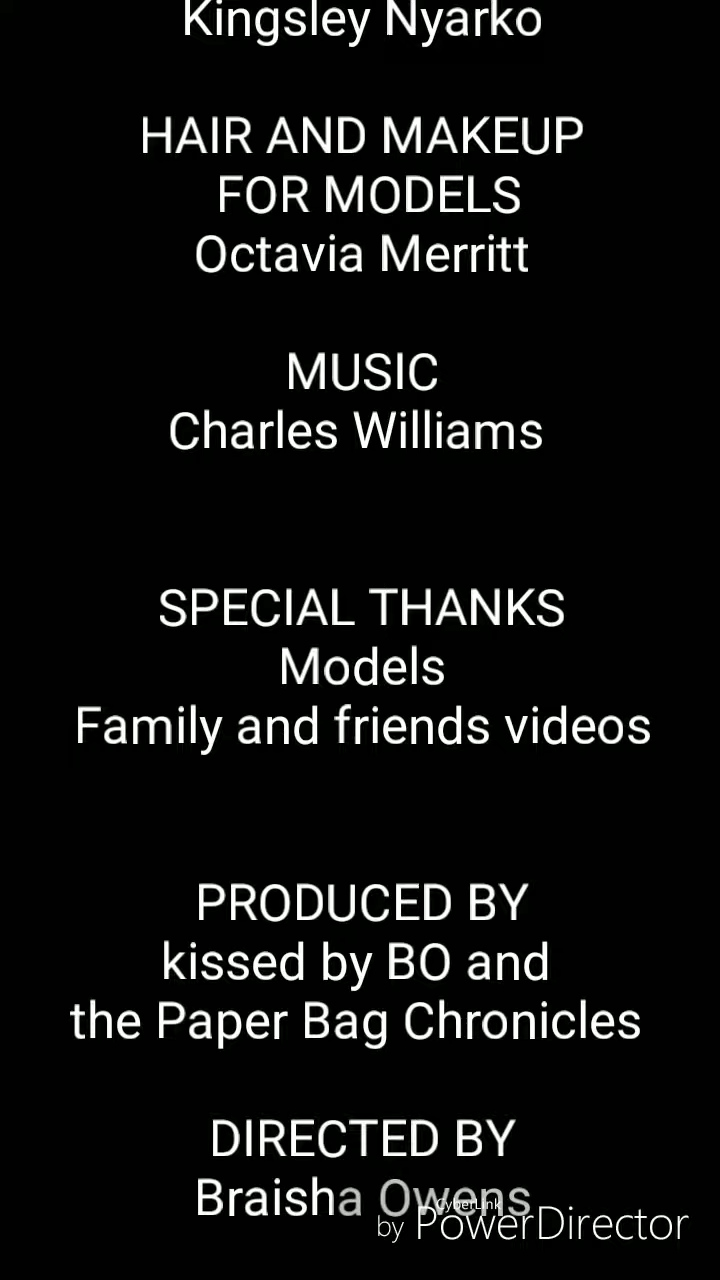 Kingsley Nyarko
HAIR AND MAKEUP
FOR MODELS
Octavia Merritt
MUSIC
Charles Williams
SPECIAL THANKS
Models
Family and friends videos
PRODUCED BY
kissed by BO and
the Paper Bag Chronicles
DIRECTED BY
Braisha Owens
CyberLink
by PowerDirector